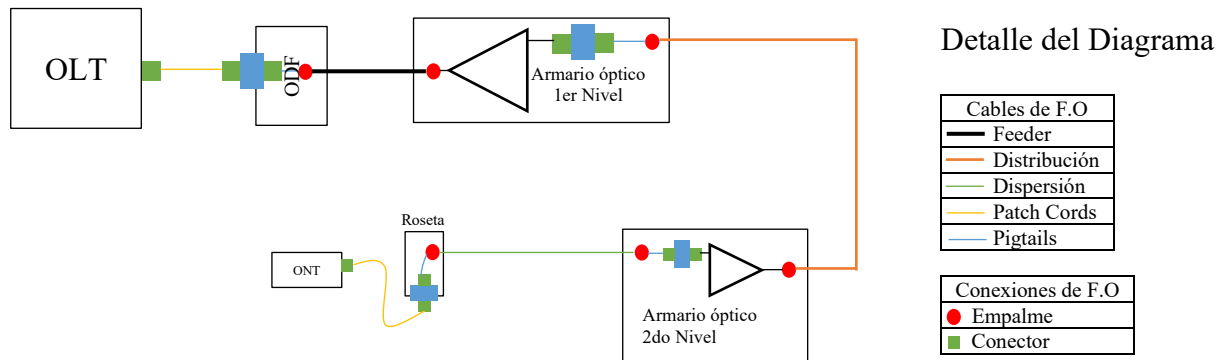 OLT
ODF
Armario óptico
1er Nivel
Detalle del Diagrama
Cables de F.O
Feeder
Distribución
Dispersión
Patch Cords
Pigtails
Roseta
ONT
Armario óptico
2do Nivel
Conexiones de F.O
Empalme
Conector